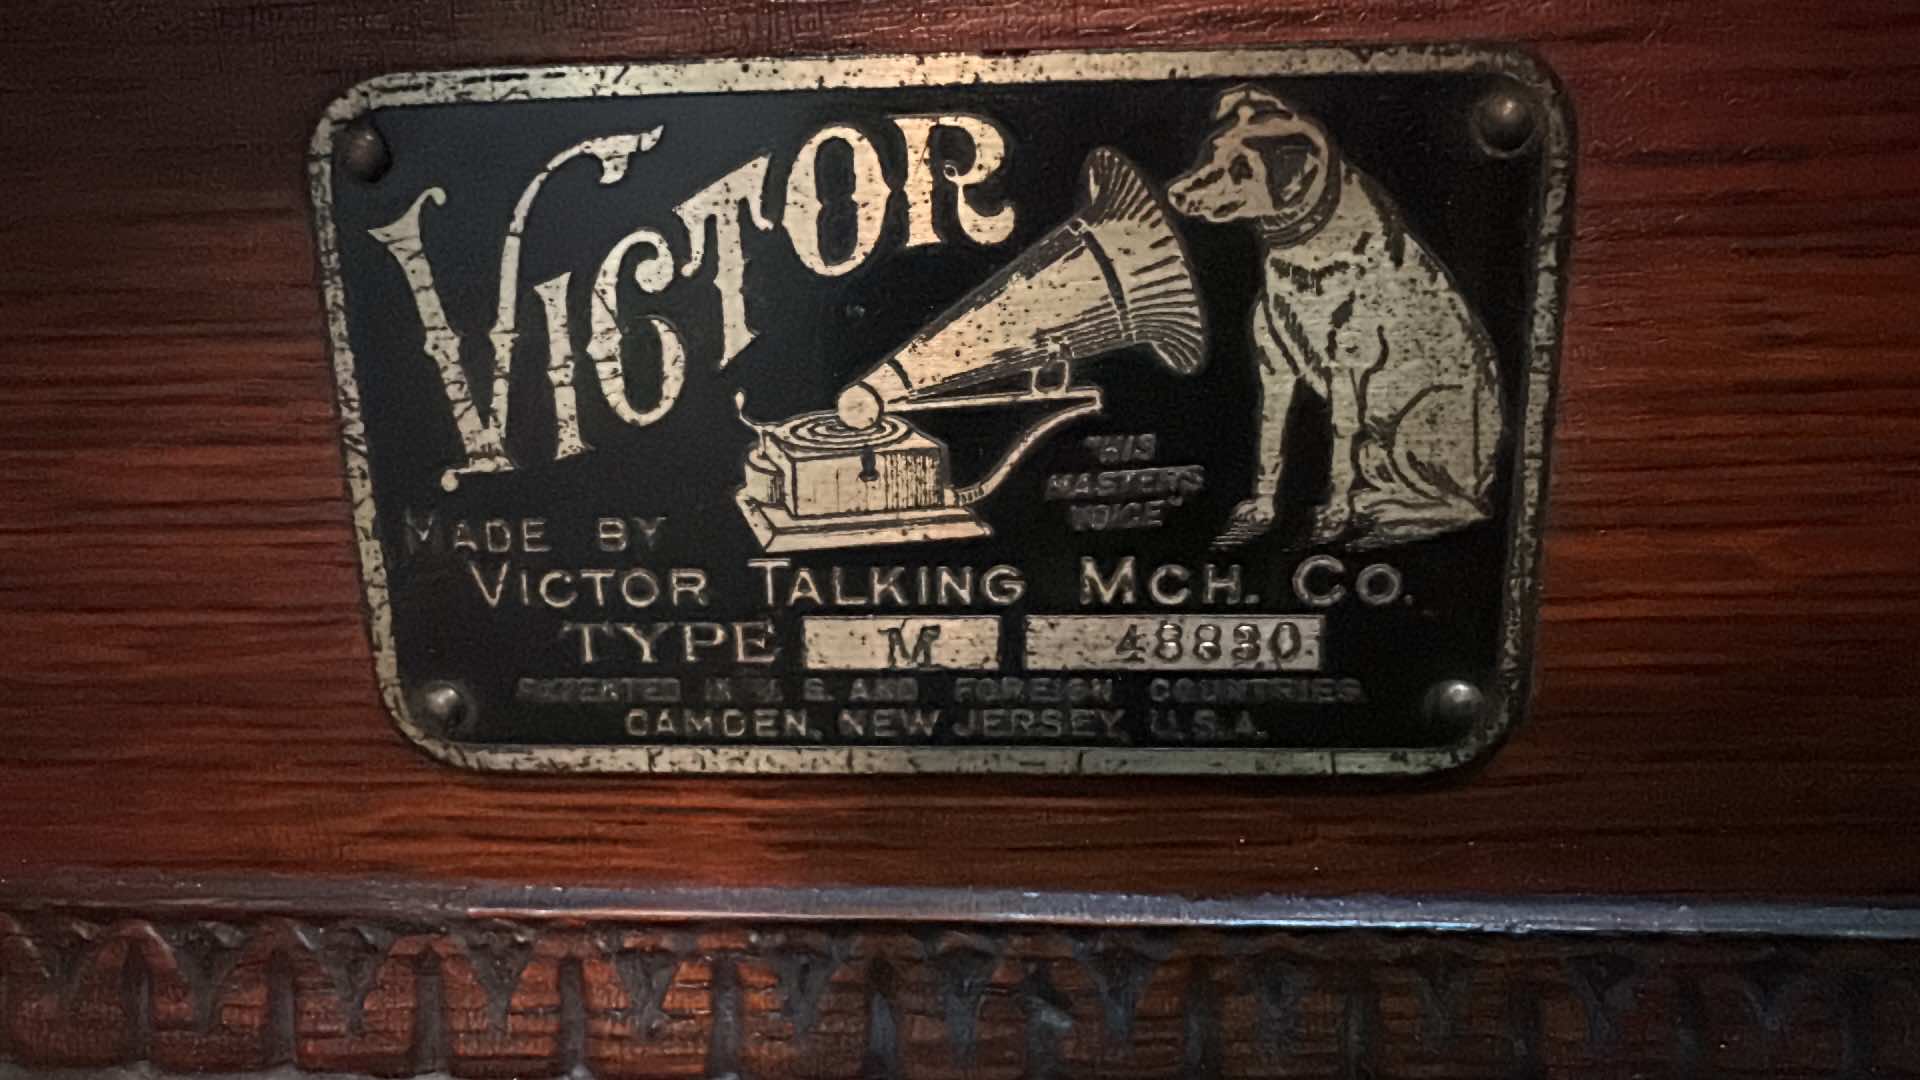 VICTOR
"HIS
MASTER'S
VOICE"
MADE BY
VICTOR TALKING MCH. CO.
TYPE M 48830
PATENTED IN U. S. AND FOREIGN COUNTRIES
CAMDEN, NEW JERSEY, U.S.A.